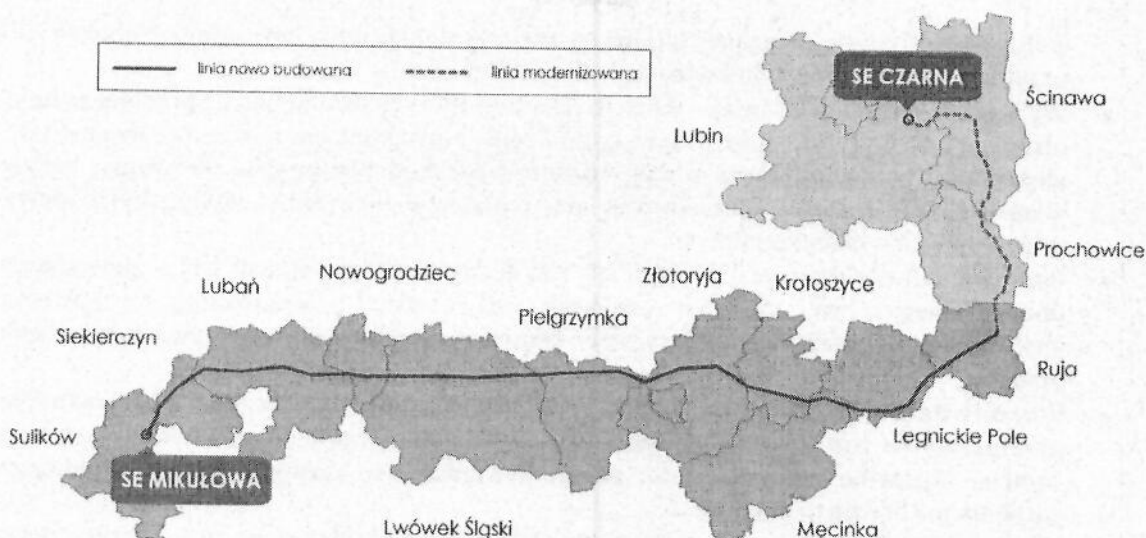 linia nowo budowana
linia modernizowana
SE CZARNA
Ścinawa
Lubin
Prochowice
Nowogrodziec
Złotoryja
Krotoszyce
Lubań
Pielgrzymka
Siekierczyn
Ruja
Sulików
Legnickie Pole
SE MIKUŁOWA
Lwówek Śląski
Męcinka